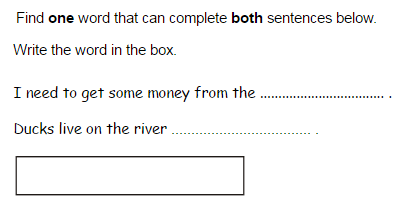 Find one word that can complete both sentences below.
Write the word in the box.
I need to get some money from the .................................. .
Ducks live on the river .................................. .